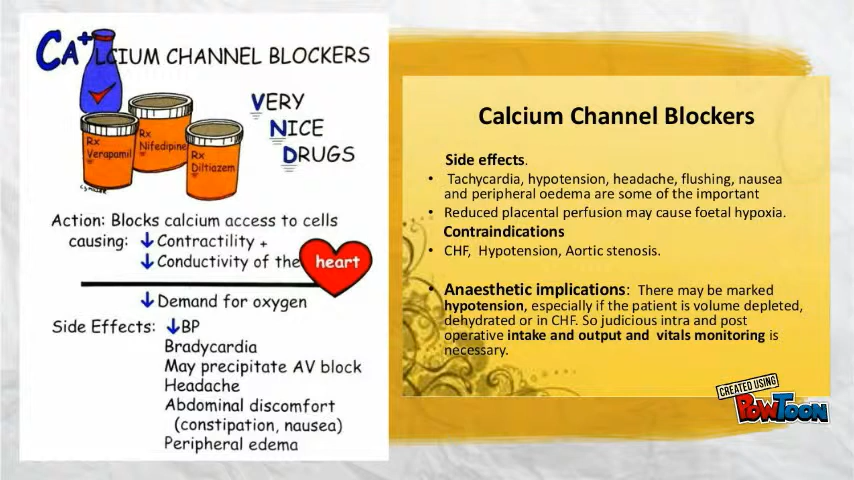 CA+LCIUM CHANNEL BLOCKERS
VERY
NICE
DRUGS
Rx
Verapamil
Rx
Nifedipine
Rx
Diltiazem
Action: Blocks calcium access to cells
causing: ↓ Contractility +
↓ Conductivity of the heart
↓ Demand for oxygen
Side Effects: ↓ BP
Bradycardia
May precipitate AV block
Headache
Abdominal discomfort
(constipation, nausea)
Peripheral edema
Calcium Channel Blockers
Side effects.
• Tachycardia, hypotension, headache, flushing, nausea
and peripheral oedema are some of the important
• Reduced placental perfusion may cause foetal hypoxia.
Contraindications
• CHF, Hypotension, Aortic stenosis.
• Anaesthetic implications: There may be marked
hypotension, especially if the patient is volume depleted,
dehydrated or in CHF. So judicious intra and post
operative intake and output and vitals monitoring is
necessary.
CREATED USING
POWTOON